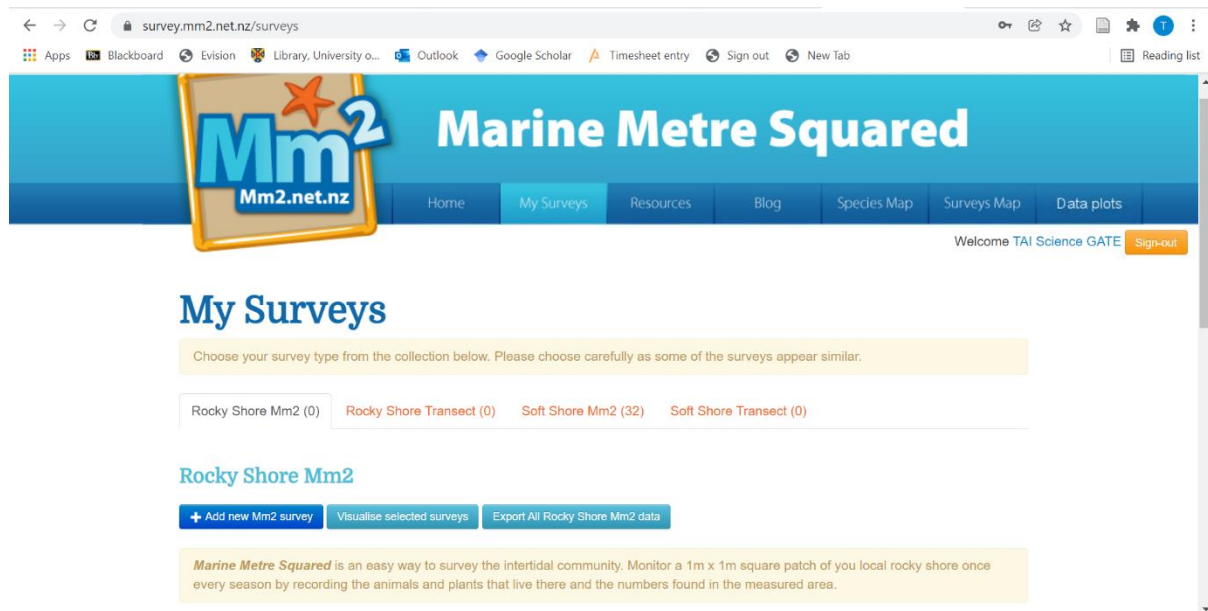 survey.mm2.net.nz/surveys
T
Apps Blackboard Evision Library, University o... Outlook Google Scholar Timesheet entry Sign out New Tab Reading list
Mm2
Mm2.net.nz
Marine Metre Squared
Home My Surveys Resources Blog Species Map Surveys Map Data plots
Welcome TAI Science GATE Sign-out
My Surveys
Choose your survey type from the collection below. Please choose carefully as some of the surveys appear similar.
Rocky Shore Mm2 (0) Rocky Shore Transect (0) Soft Shore Mm2 (32) Soft Shore Transect (0)
Rocky Shore Mm2
+ Add new Mm2 survey Visualise selected surveys Export All Rocky Shore Mm2 data
Marine Metre Squared is an easy way to survey the intertidal community. Monitor a 1m x 1m square patch of you local rocky shore once
every season by recording the animals and plants that live there and the numbers found in the measured area.